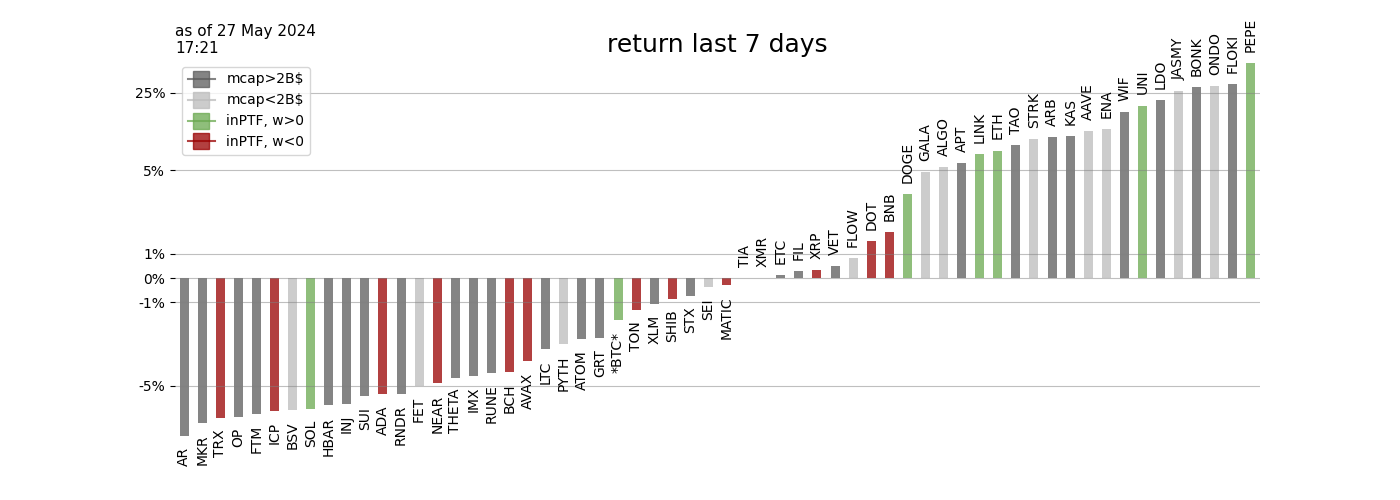 as of 27 May 2024
17:21
return last 7 days
mcap>2B$
mcap<2B$
inPTF, w>0
inPTF, w<0
25%
5%
1%
0%
-1%
-5%
AR
MKR
TRX
OP
FTM
ICP
BSV
SOL
HBAR
INJ
SUI
ADA
RNDR
FET
NEAR
THETA
IMX
RUNE
BCH
AVAX
LTC
PYTH
ATOM
GRT
*BTC*
TON
XLM
SHIB
STX
SEI
MATIC
TIA
XMR
ETC
FIL
XRP
VET
FLOW
DOT
BNB
DOGE
GALA
ALGO
APT
LINK
ETH
TAO
STRK
ARB
KAS
AAVE
ENA
WIF
UNI
LDO
JASMY
BONK
ONDO
FLOKI
PEPE